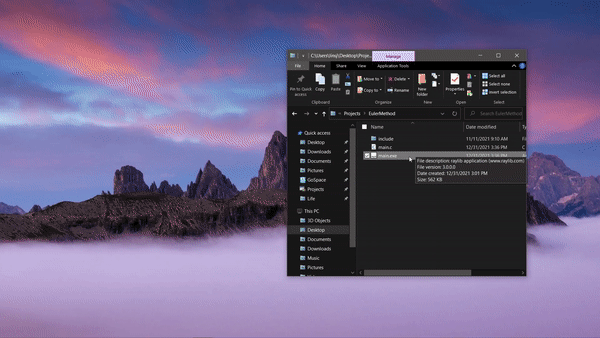 C:\Users\
Manage
File
Home
Share
View
Application Tools
Pin to Quick access
Copy
Paste
Move to
Copy to
Delete
Rename
New folder
Properties
Select all
Select none
Invert selection
Clipboard
Organize
New
Open
Select
Projects > EulerMethod
Search EulerMethod
Name
Date modified
Quick access
Desktop
Downloads
Documents
Pictures
GoSpace
Projects
Life
This PC
3D Objects
Desktop
Documents
Downloads
Music
Pictures
include
11/11/2021 9:10 AM
main.c
12/31/2021 3:36 PM
main.exe
File description: raylib application (www.raylib.com)
File version: 3.0.0.0
Date created: 12/31/2021 3:01 PM
Size: 562 KB